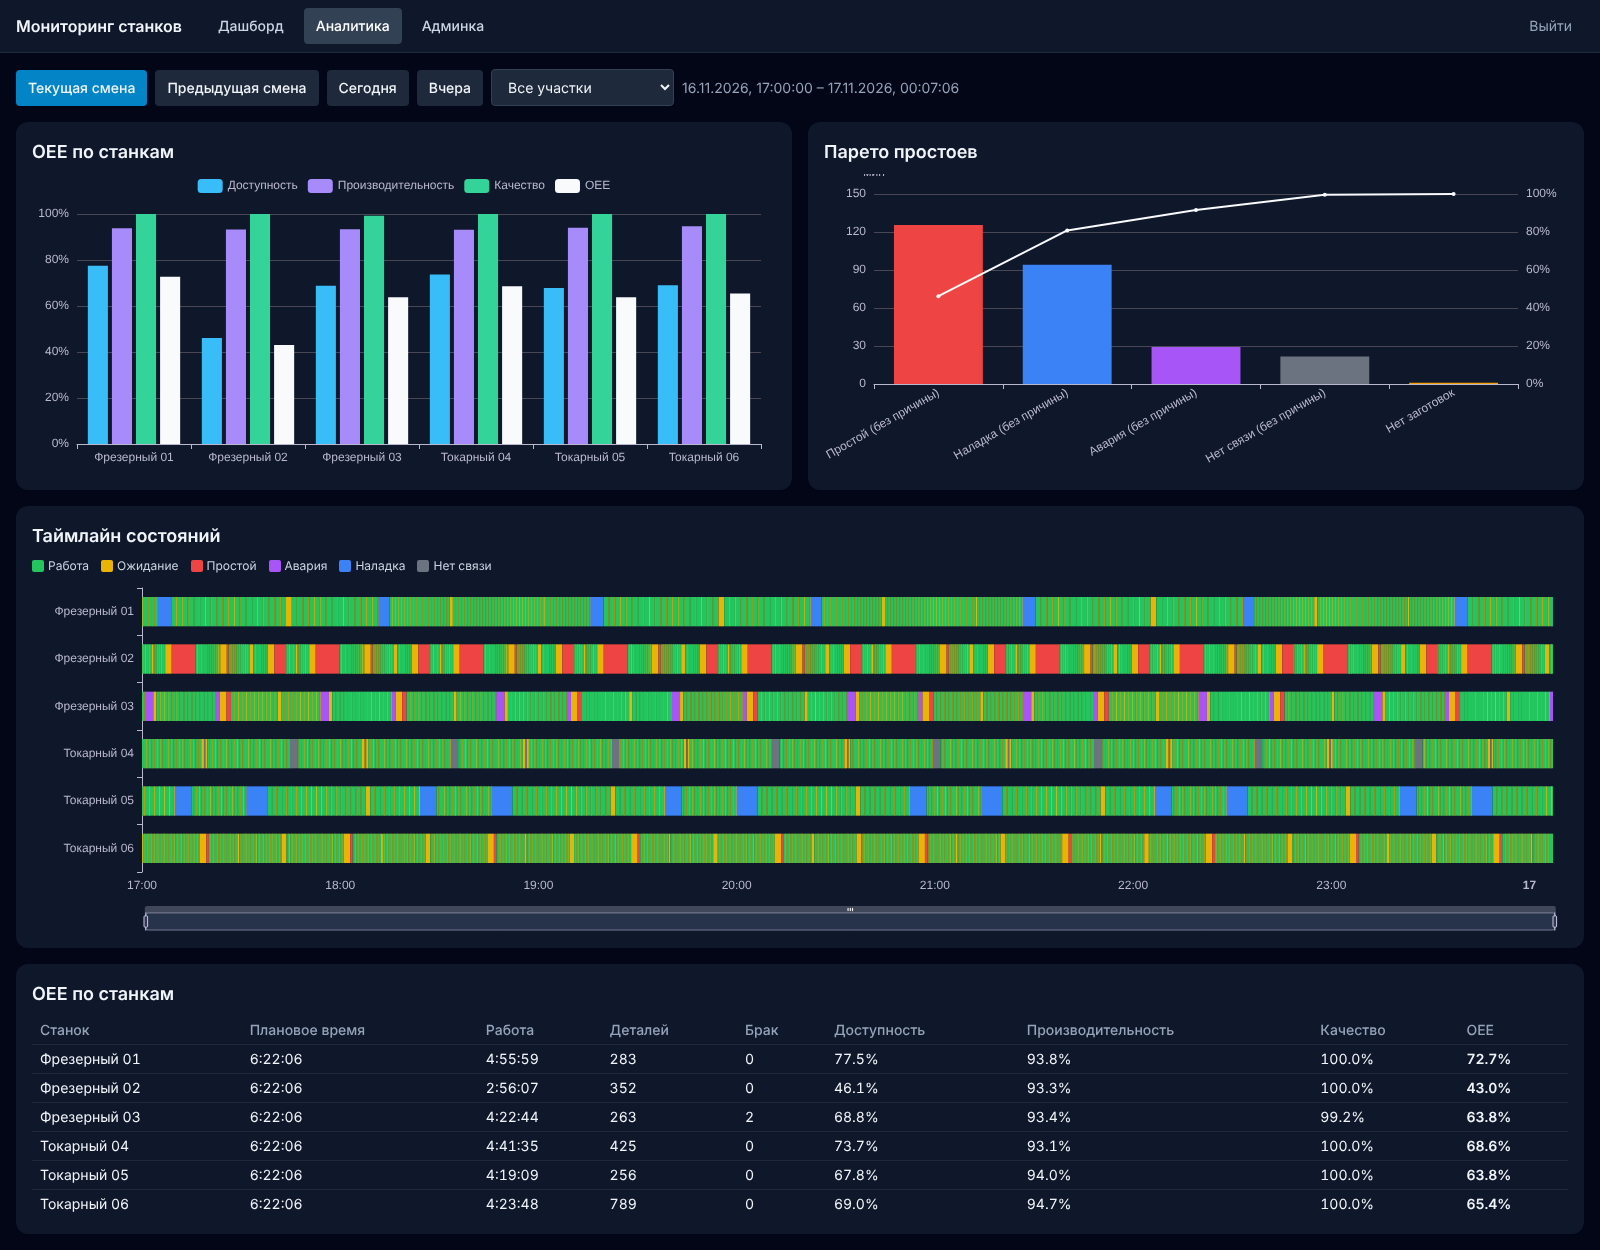 Мониторинг станков Дашборд Аналитика Админка Выйти
Текущая смена Предыдущая смена Сегодня Вчера Все участки 16.11.2026, 17:00:00 – 17.11.2026, 00:07:06
OEE по станкам
Доступность Производительность Качество OEE
100%
80%
60%
40%
20%
0%
Фрезерный 01 Фрезерный 02 Фрезерный 03 Токарный 04 Токарный 05 Токарный 06
Парето простоев
150 100%
120 80%
90 60%
60 40%
30 20%
0 0%
Простой (без причины) Наладка (без причины) Авария (без причины) Нет связи (без причины) Нет заготовок
Таймлайн состояний
Работа Ожидание Простой Авария Наладка Нет связи
Фрезерный 01
Фрезерный 02
Фрезерный 03
Токарный 04
Токарный 05
Токарный 06
17:00 18:00 19:00 20:00 21:00 22:00 23:00 17
OEE по станкам
Станок Плановое время Работа Деталей Брак Доступность Производительность Качество OEE
Фрезерный 01 6:22:06 4:55:59 283 0 77.5% 93.8% 100.0% 72.7%
Фрезерный 02 6:22:06 2:56:07 352 0 46.1% 93.3% 100.0% 43.0%
Фрезерный 03 6:22:06 4:22:44 263 2 68.8% 93.4% 99.2% 63.8%
Токарный 04 6:22:06 4:41:35 425 0 73.7% 93.1% 100.0% 68.6%
Токарный 05 6:22:06 4:19:09 256 0 67.8% 94.0% 100.0% 63.8%
Токарный 06 6:22:06 4:23:48 789 0 69.0% 94.7% 100.0% 65.4%